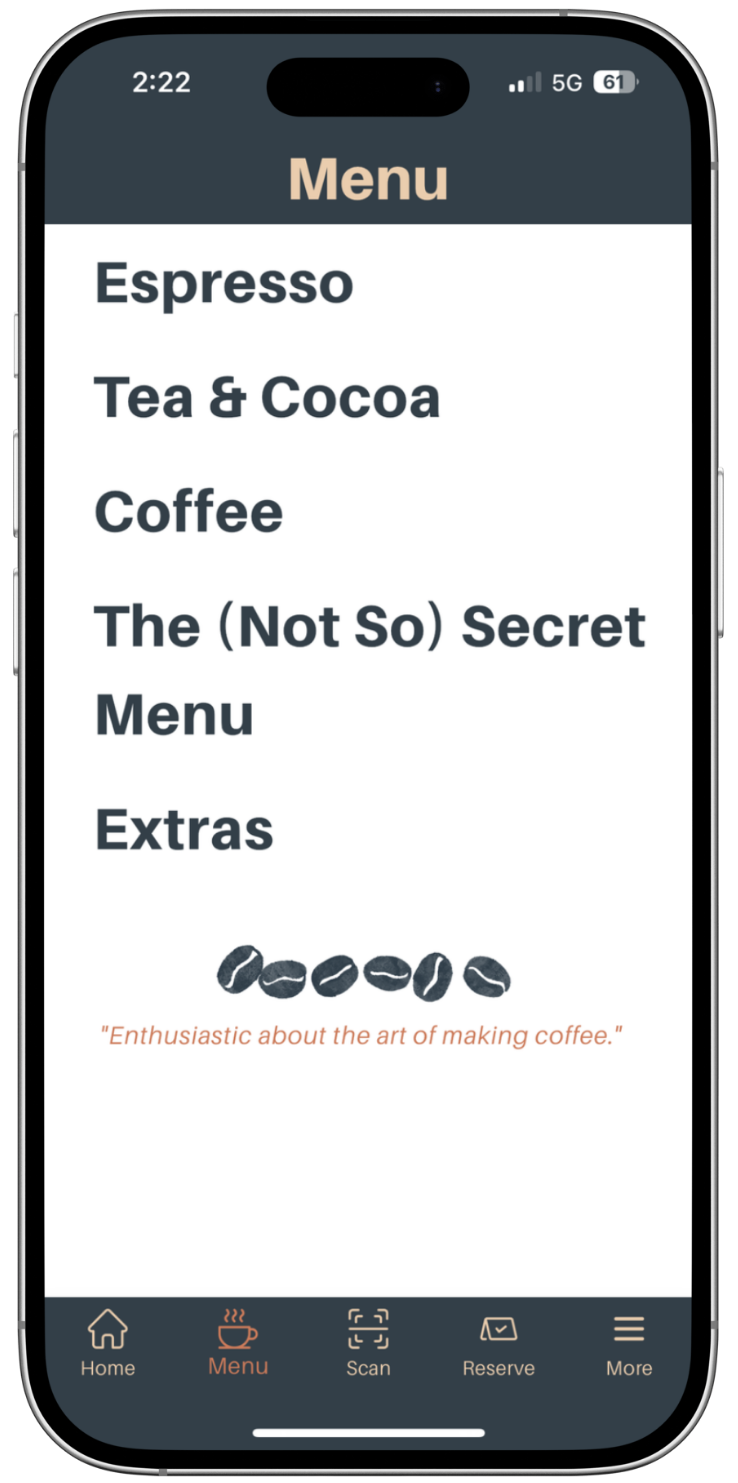 2:22 5G 61
Menu
Espresso
Tea & Cocoa
Coffee
The (Not So) Secret
Menu
Extras
"Enthusiastic about the art of making coffee."
Home Menu Scan Reserve More